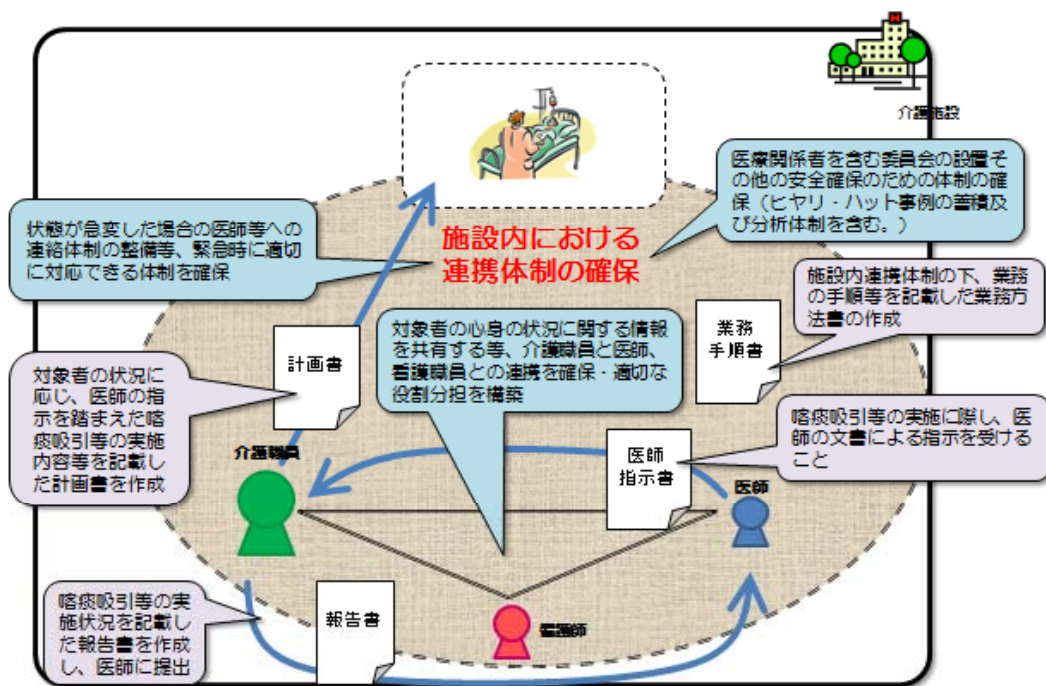 介護施設
医療関係者を含む委員会の設置そ
の他の安全確保のための体制の確
保（ヒヤリ・ハット事例の蓄積及
び分析体制を含む。）
状態が急変した場合の医師等への
連絡体制の整備等、緊急時に適切
に対応できる体制を確保
施設内における
連携体制の確保
施設内連携体制の下、業務
の手順等を記載した業務方
法書の作成
計画書
対象者の心身の状況に関する情報
を共有する等、介護職員と医師、
看護職員との連携を確保・適切な
役割分担を構築
業務
手順書
対象者の状況に
応じ、医師の指
示を踏まえた喀
痰吸引等の実施
内容等を記載し
た計画書を作成
喀痰吸引等の実施に際し、医
師の文書による指示を受ける
こと
介護職員
医師
指示書
医師
喀痰吸引等の実
施状況を記載し
た報告書を作成
し、医師に提出
報告書
看護師